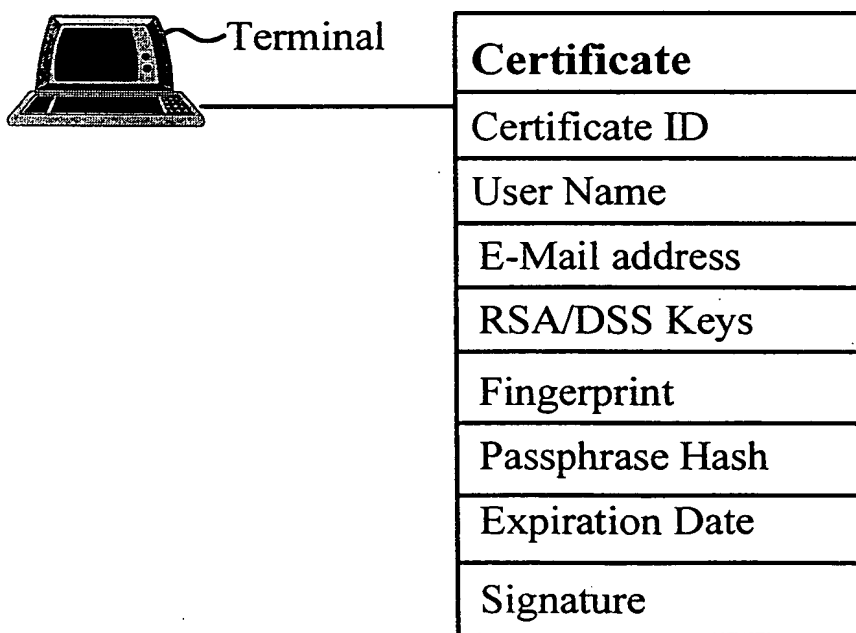 Terminal
Certificate
Certificate ID
User Name
E-Mail address
RSA/DSS Keys
Fingerprint
Passphrase Hash
Expiration Date
Signature